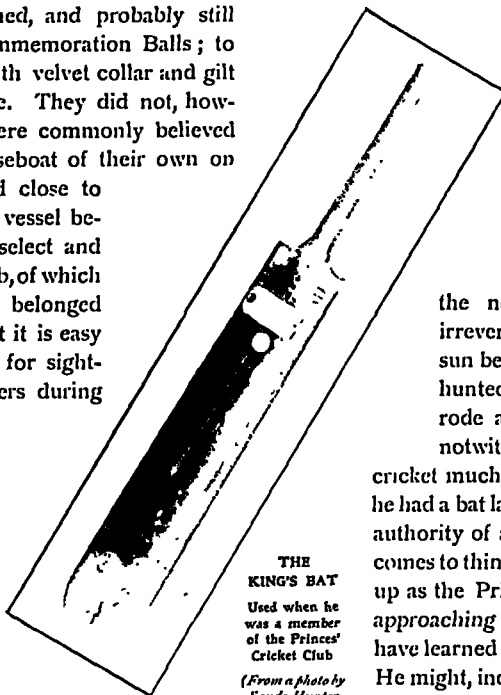 ned, and probably still
nmemoration Balls; to
th velvet collar and gilt
e. They did not, how-
ere commonly believed
seboat of their own on
d close to
vessel be-
select and
b, of which
belonged
t it is easy
for sight-
ers during
the n
irrever
sun be
hunted
rode a
notwit
cricket much
he had a bat la
authority of a
comes to thin
up as the Pri
approaching
have learned
He might, ind
THE
KING'S BAT
Used when he
was a member
of the Princes'
Cricket Club
(From a photo by